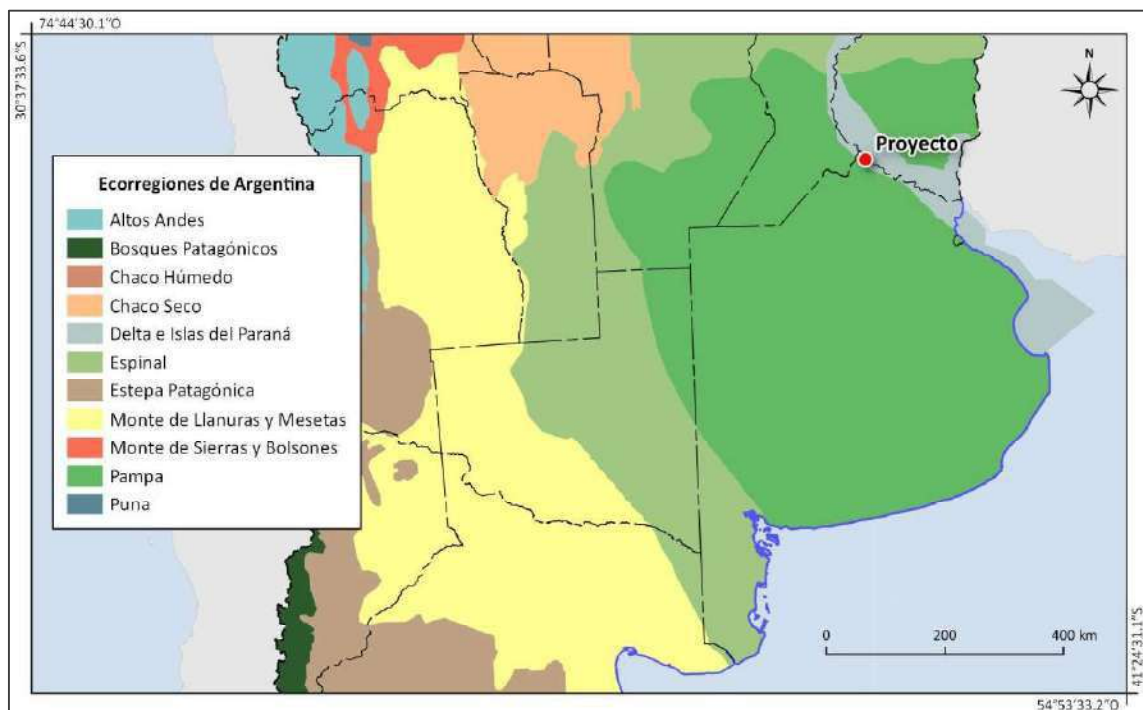 74°44'30.1"O
30°37'33.6"S
N
Proyecto
Ecorregiones de Argentina
Altos Andes
Bosques Patagónicos
Chaco Húmedo
Chaco Seco
Delta e Islas del Paraná
Espinal
Estepa Patagónica
Monte de Llanuras y Mesetas
Monte de Sierras y Bolsones
Pampa
Puna
0 200 400 km
41°24'31.1"S
54°53'33.2"O